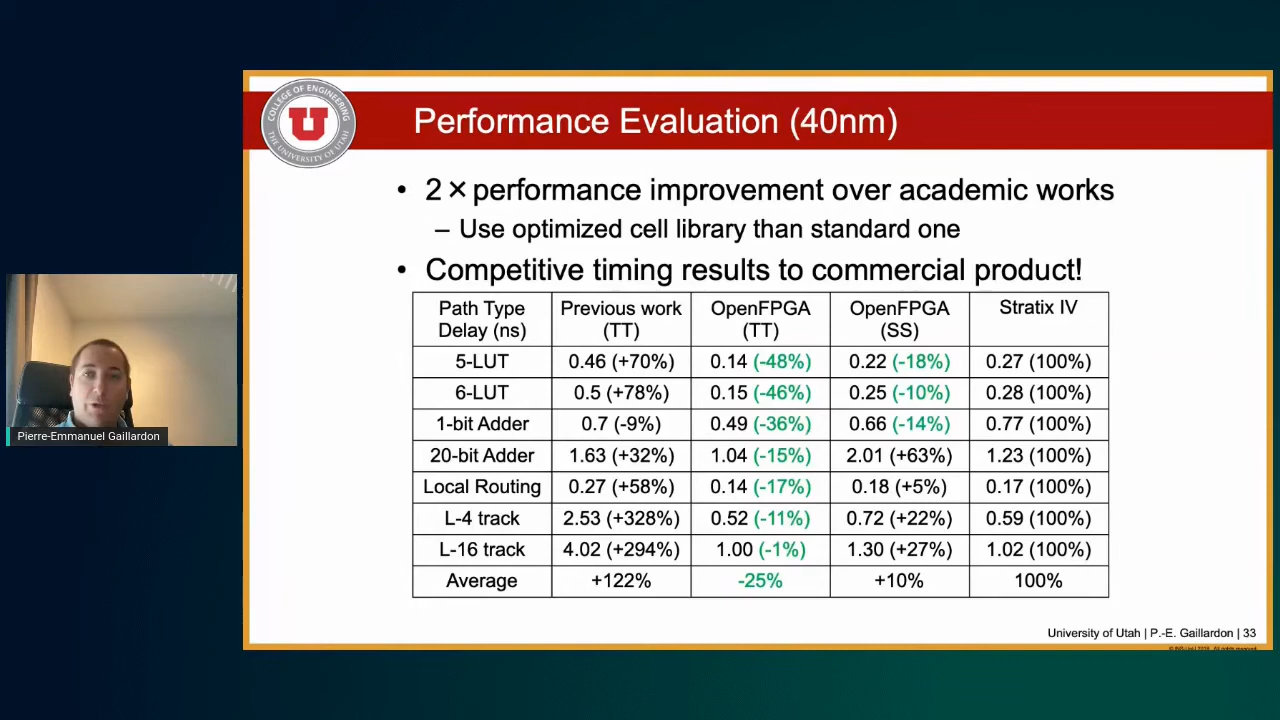 COLLEGE OF ENGINEERING
THE UNIVERSITY OF UTAH
U
Performance Evaluation (40nm)
• 2×performance improvement over academic works
– Use optimized cell library than standard one
• Competitive timing results to commercial product!
Path Type Delay (ns) Previous work (TT) OpenFPGA (TT) OpenFPGA (SS) Stratix IV
5-LUT 0.46 (+70%) 0.14 (-48%) 0.22 (-18%) 0.27 (100%)
6-LUT 0.5 (+78%) 0.15 (-46%) 0.25 (-10%) 0.28 (100%)
1-bit Adder 0.7 (-9%) 0.49 (-36%) 0.66 (-14%) 0.77 (100%)
20-bit Adder 1.63 (+32%) 1.04 (-15%) 2.01 (+63%) 1.23 (100%)
Local Routing 0.27 (+58%) 0.14 (-17%) 0.18 (+5%) 0.17 (100%)
L-4 track 2.53 (+328%) 0.52 (-11%) 0.72 (+22%) 0.59 (100%)
L-16 track 4.02 (+294%) 1.00 (-1%) 1.30 (+27%) 1.02 (100%)
Average +122% -25% +10% 100%
Pierre-Emmanuel Gaillardon
University of Utah | P.-E. Gaillardon | 33